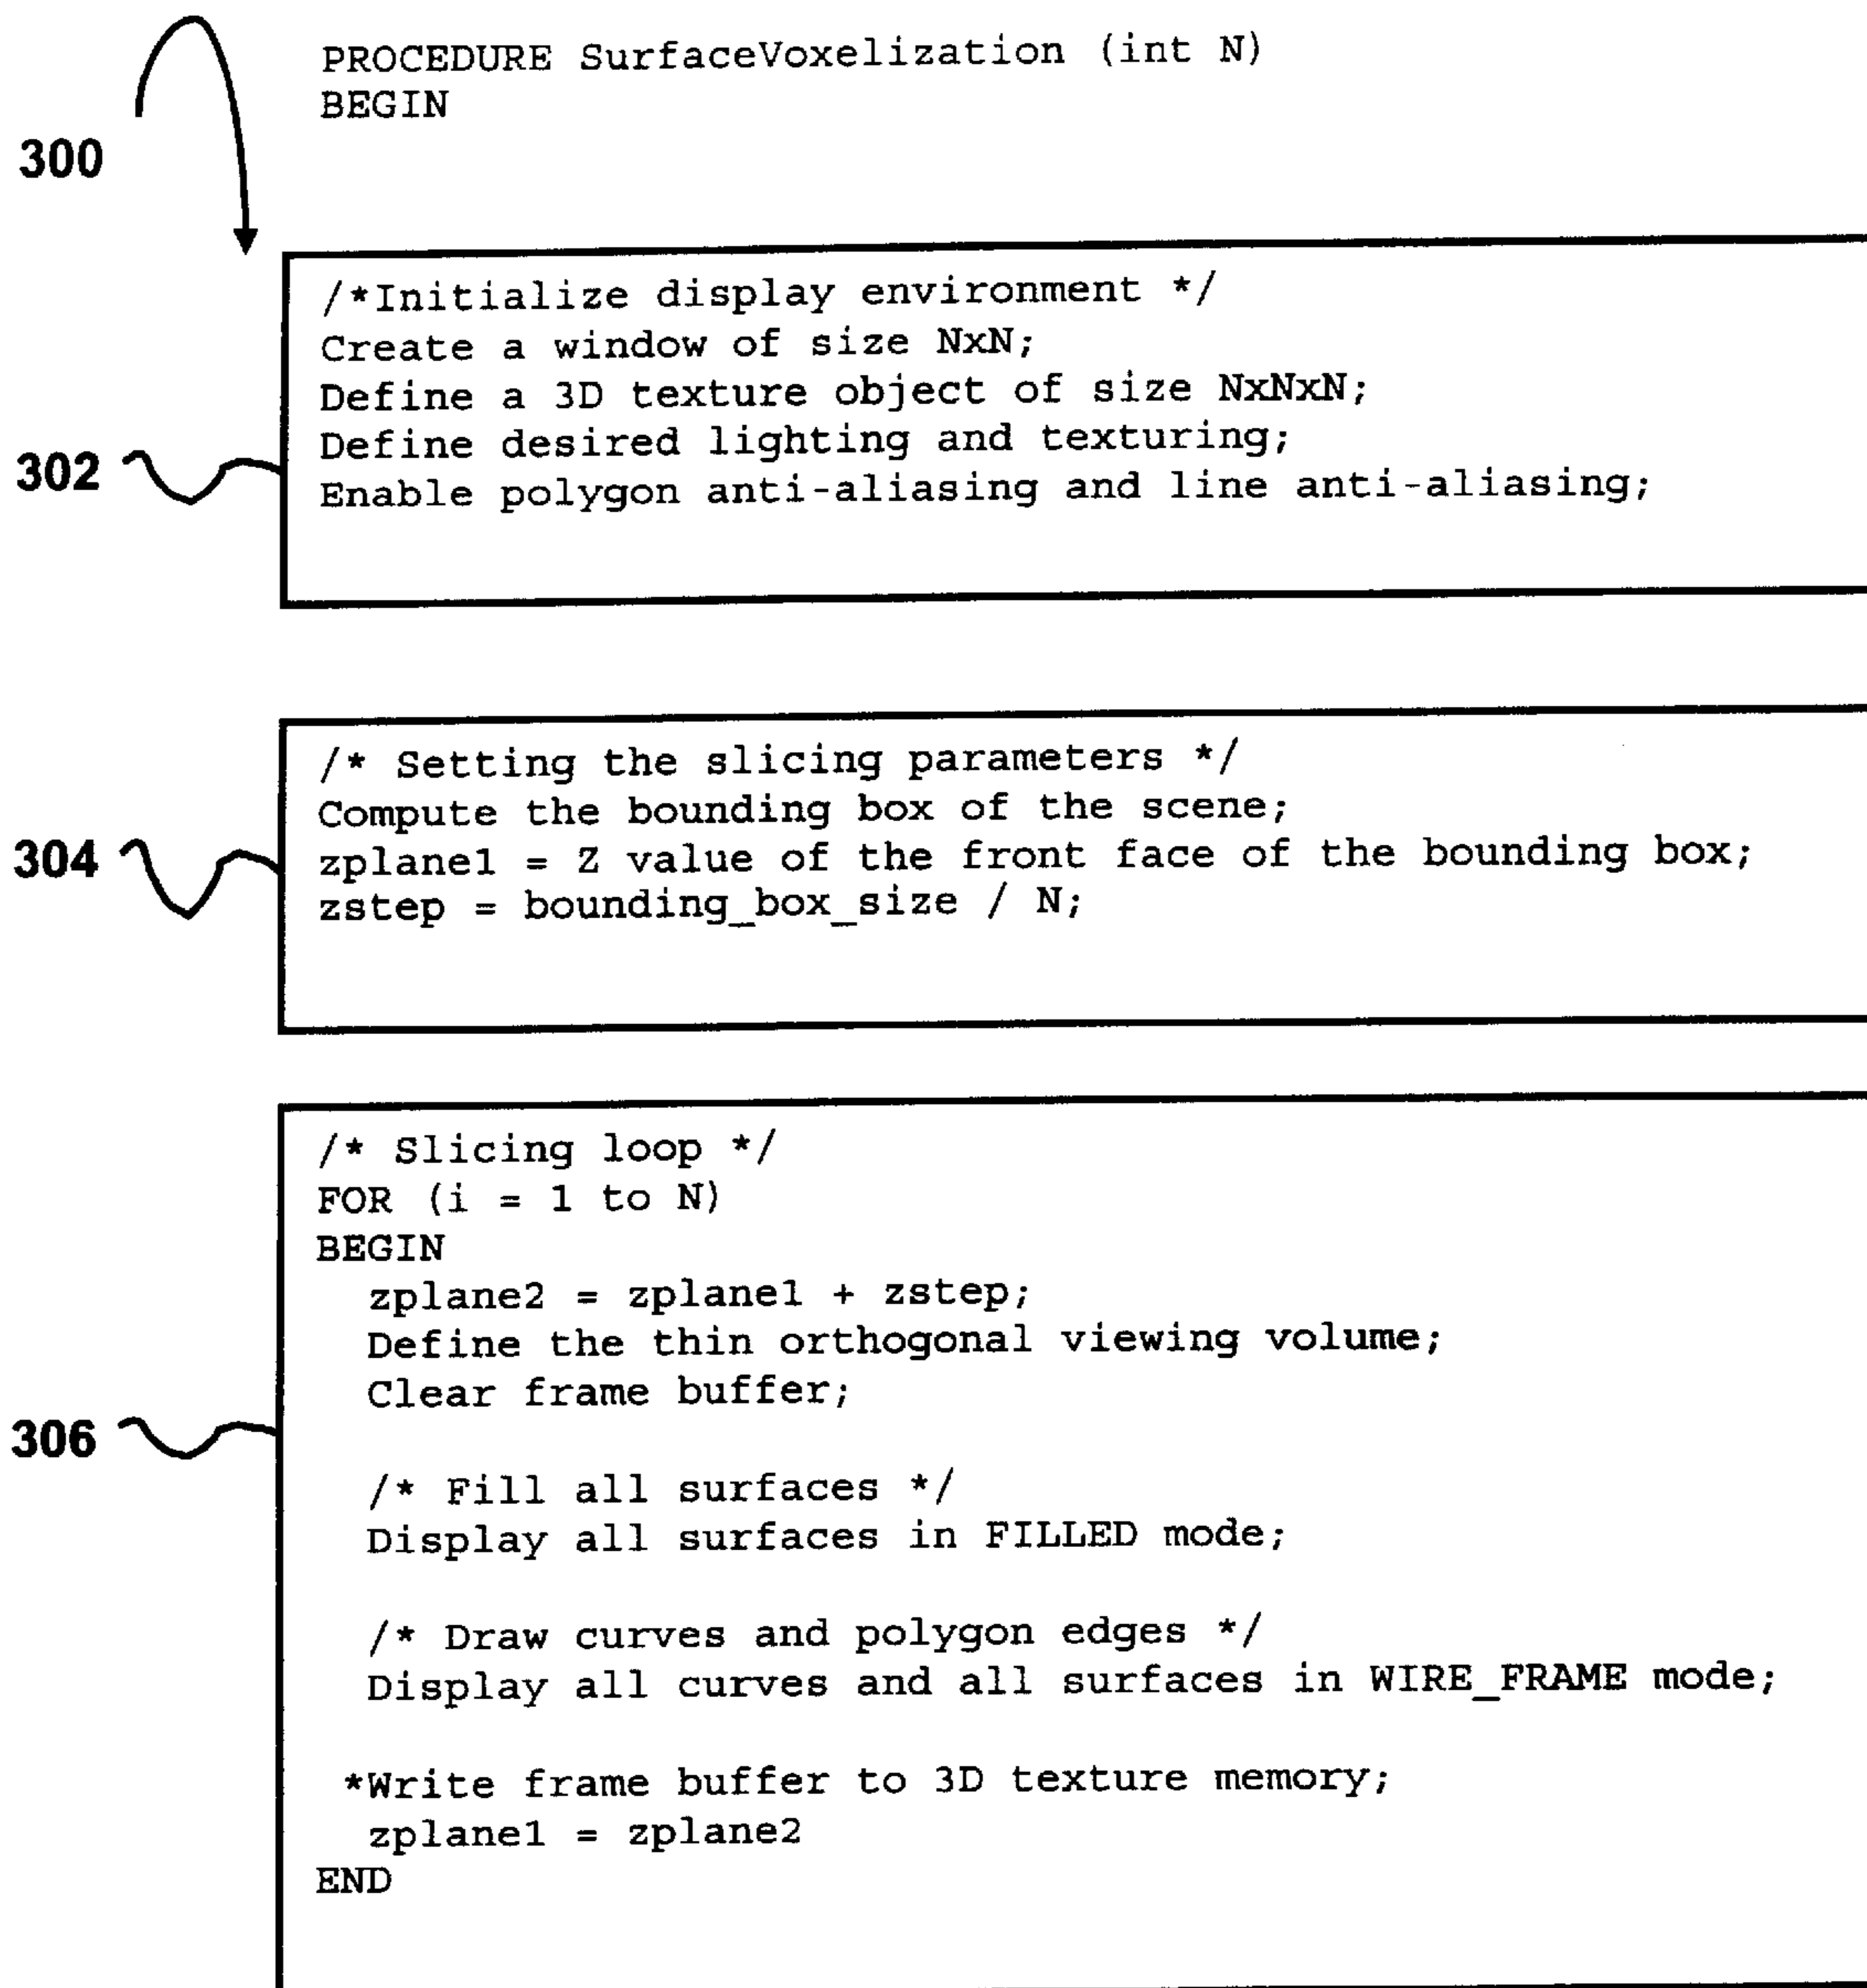 PROCEDURE SurfaceVoxelization (int N)
BEGIN
300
/*Initialize display environment */
Create a window of size NxN;
Define a 3D texture object of size NxNxN;
Define desired lighting and texturing;
302
Enable polygon anti-aliasing and line anti-aliasing;
/* Setting the slicing parameters */
Compute the bounding box of the scene;
304
zplane1 = Z value of the front face of the bounding box;
zstep = bounding_box_size / N;
/* Slicing loop */
FOR (i = 1 to N)
BEGIN
zplane2 = zplane1 + zstep;
Define the thin orthogonal viewing volume;
Clear frame buffer;
306
/* Fill all surfaces */
Display all surfaces in FILLED mode;
/* Draw curves and polygon edges */
Display all curves and all surfaces in WIRE_FRAME mode;
*Write frame buffer to 3D texture memory;
zplane1 = zplane2
END